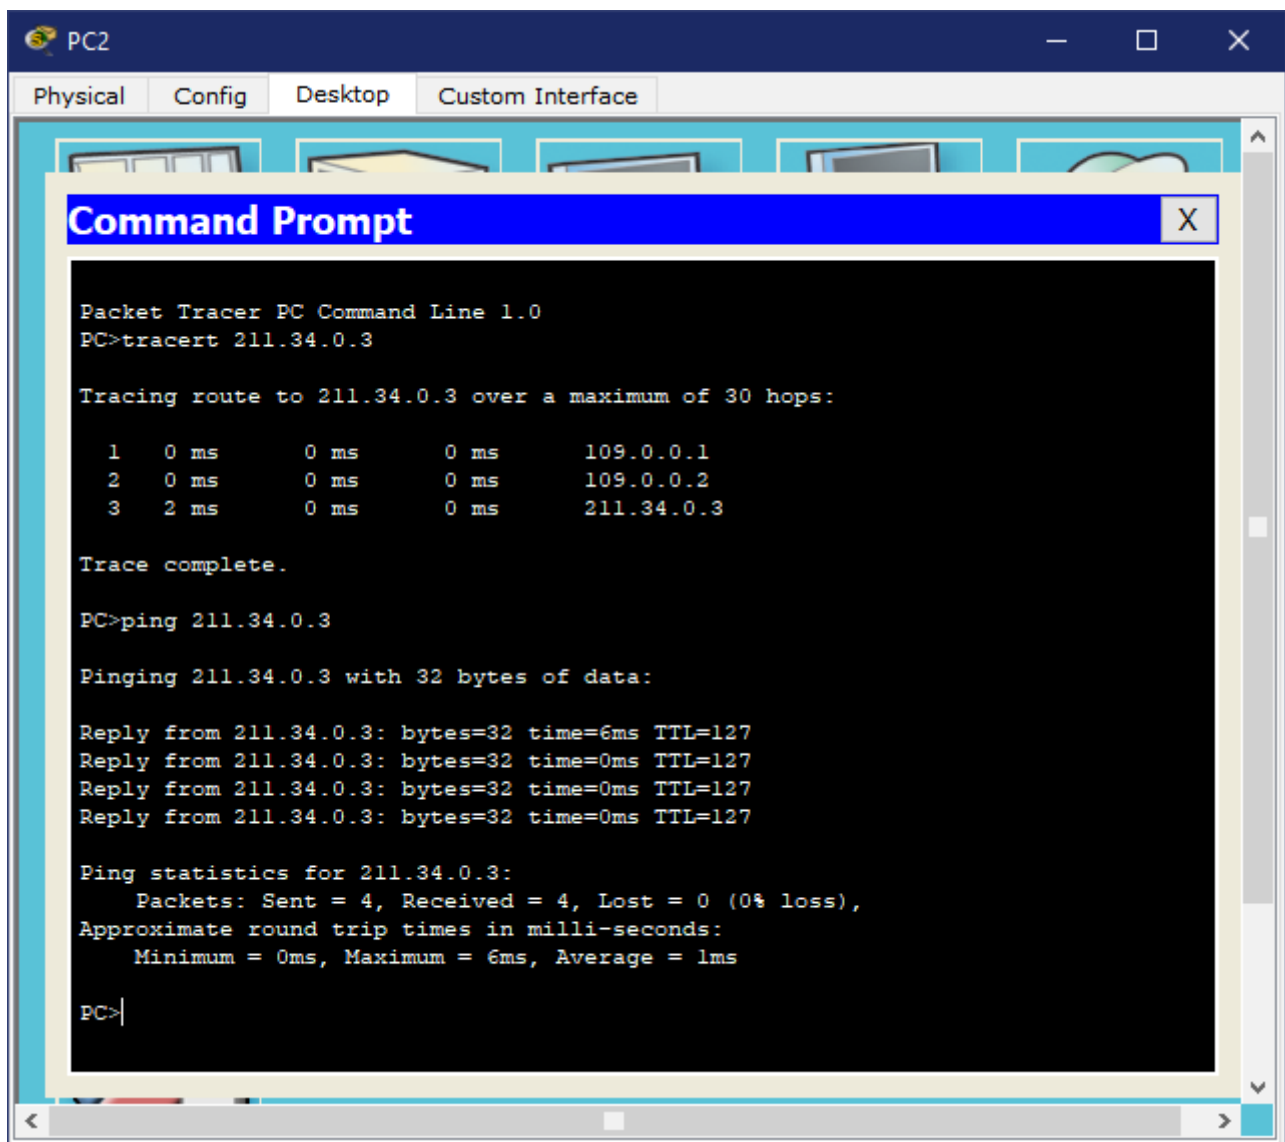 PC2
Physical Config Desktop Custom Interface
Command Prompt X
Packet Tracer PC Command Line 1.0
PC>tracert 211.34.0.3
Tracing route to 211.34.0.3 over a maximum of 30 hops:
1 0 ms 0 ms 0 ms 109.0.0.1
2 0 ms 0 ms 0 ms 109.0.0.2
3 2 ms 0 ms 0 ms 211.34.0.3
Trace complete.
PC>ping 211.34.0.3
Pinging 211.34.0.3 with 32 bytes of data:
Reply from 211.34.0.3: bytes=32 time=6ms TTL=127
Reply from 211.34.0.3: bytes=32 time=0ms TTL=127
Reply from 211.34.0.3: bytes=32 time=0ms TTL=127
Reply from 211.34.0.3: bytes=32 time=0ms TTL=127
Ping statistics for 211.34.0.3:
Packets: Sent = 4, Received = 4, Lost = 0 (0% loss),
Approximate round trip times in milli-seconds:
Minimum = 0ms, Maximum = 6ms, Average = 1ms
PC>